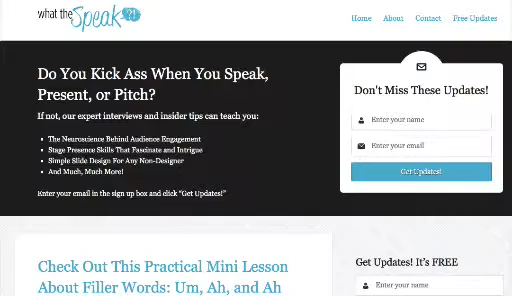 what the Speak ?!
Home About Contact Free Updates
Do You Kick Ass When You Speak,
Present, or Pitch?
If not, our expert interviews and insider tips can teach you:
• The Neuroscience Behind Audience Engagement
• Stage Presence Skills That Fascinate and Intrigue
• Simple Slide Design For Any Non-Designer
• And Much, Much More!
Enter your email in the sign up box and click “Get Updates!”
Don't Miss These Updates!
Enter your name
Enter your email
Get Updates!
Check Out This Practical Mini Lesson
About Filler Words: Um, Ah, and Ah
Get Updates! It’s FREE
Enter your name